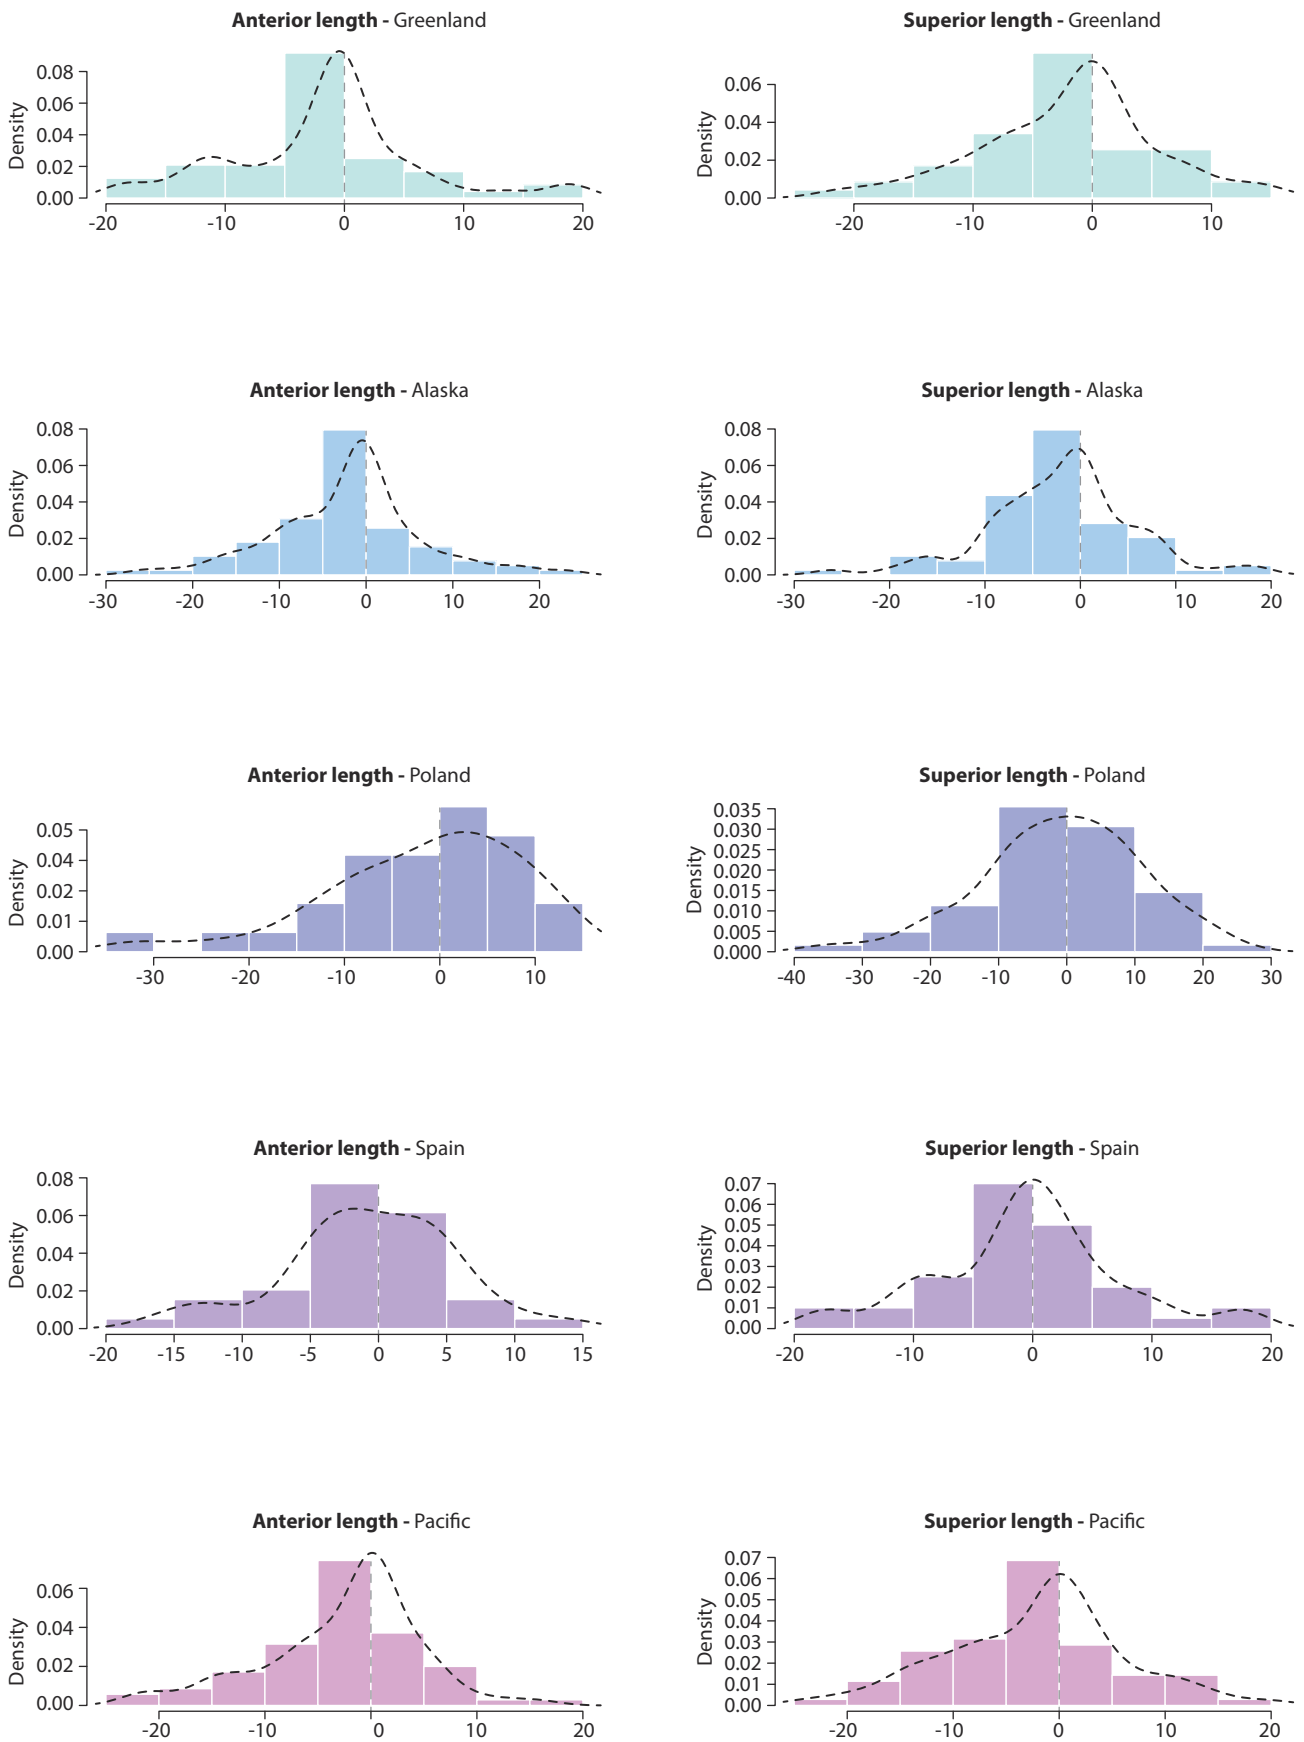 Anterior length - Greenland
Density
0.08
0.06
0.04
0.02
0.00
-20 -10 0 10 20
Superior length - Greenland
Density
0.06
0.04
0.02
0.00
-20 -10 0 10
Anterior length - Alaska
Density
0.08
0.06
0.04
0.02
0.00
-30 -20 -10 0 10 20
Superior length - Alaska
Density
0.08
0.06
0.04
0.02
0.00
-30 -20 -10 0 10 20
Anterior length - Poland
Density
0.05
0.04
0.02
0.01
0.00
-30 -20 -10 0 10
Superior length - Poland
Density
0.035
0.030
0.025
0.020
0.015
0.010
0.005
0.000
-40 -30 -20 -10 0 10 20 30
Anterior length - Spain
Density
0.08
0.06
0.04
0.02
0.00
-20 -15 -10 -5 0 5 10 15
Superior length - Spain
Density
0.07
0.06
0.05
0.04
0.03
0.02
0.01
0.00
-20 -10 0 10 20
Anterior length - Pacific
Density
0.06
0.04
0.02
0.00
-20 -10 0 10 20
Superior length - Pacific
Density
0.07
0.06
0.05
0.04
0.03
0.02
0.01
0.00
-20 -10 0 10 20